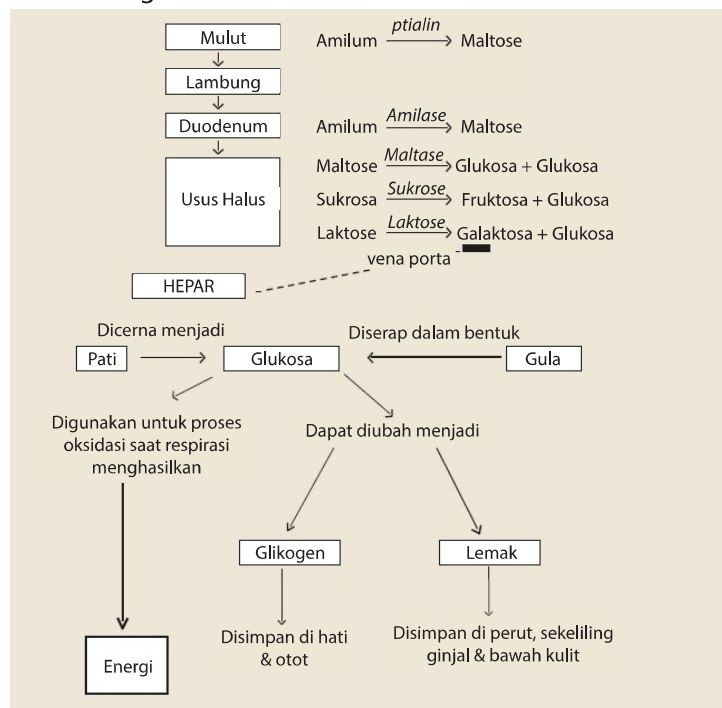 Mulut
ptialin
Amilum → Maltose
Lambung
Duodenum
Amilase
Amilum → Maltose
Usus Halus
Maltase
Maltose → Glukosa + Glukosa
Sukrose
Sukrosa → Fruktosa + Glukosa
Laktose
Laktose → Galaktosa + Glukosa
vena porta
HEPAR
Dicerna menjadi
Diserap dalam bentuk
Pati
Glukosa
Gula
Digunakan untuk proses
oksidasi saat respirasi
menghasilkan
Dapat diubah menjadi
Glikogen
Lemak
Disimpan di hati
& otot
Disimpan di perut, sekeliling
ginjal & bawah kulit
Energi